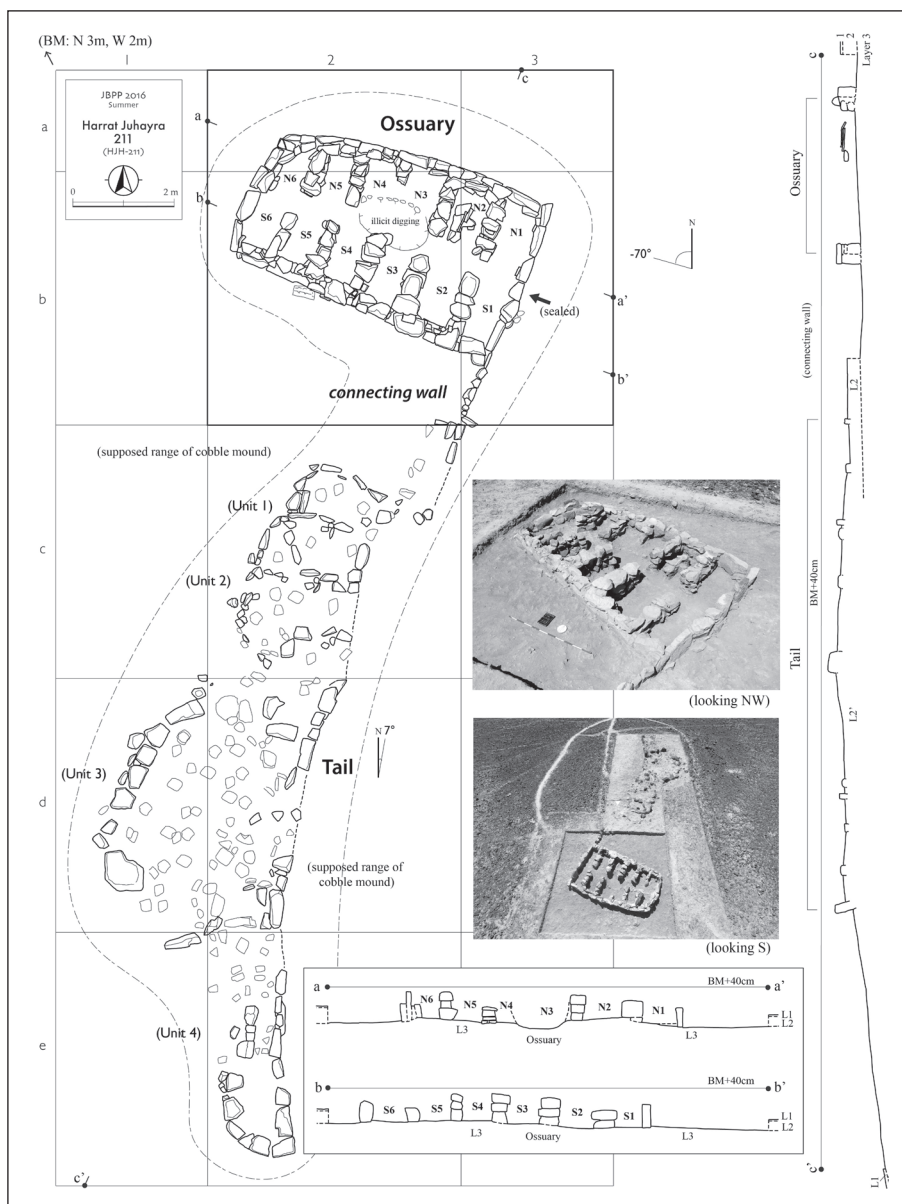 (BM: N 3m, W 2m)
1
2
3
JBPP 2016
Summer
Harrat Juhayra
211
(HJH-211)
0 2 m
a
b
c
d
e
c
a
b
Ossuary
N6
N5
N4
N3
N2
N1
illicit digging
S6
S5
S4
S3
S2
S1
(sealed)
a'
b'
N
-70°
connecting wall
(supposed range of cobble mound)
(Unit 1)
(Unit 2)
(Unit 3)
Tail
N 7°
(supposed range of
cobble mound)
(Unit 4)
c'
(looking NW)
(looking S)
a BM+40cm a'
N6 N5 N4 N3 N2 N1
L1
L2
L3 Ossuary L3
b BM+40cm b'
S6 S5 S4 S3 S2 S1
L1
L2
L3 Ossuary L3
c
1
2
Layer 3
Ossuary
(connecting wall)
L2
BM+40cm
Tail
L2'
c'
L1